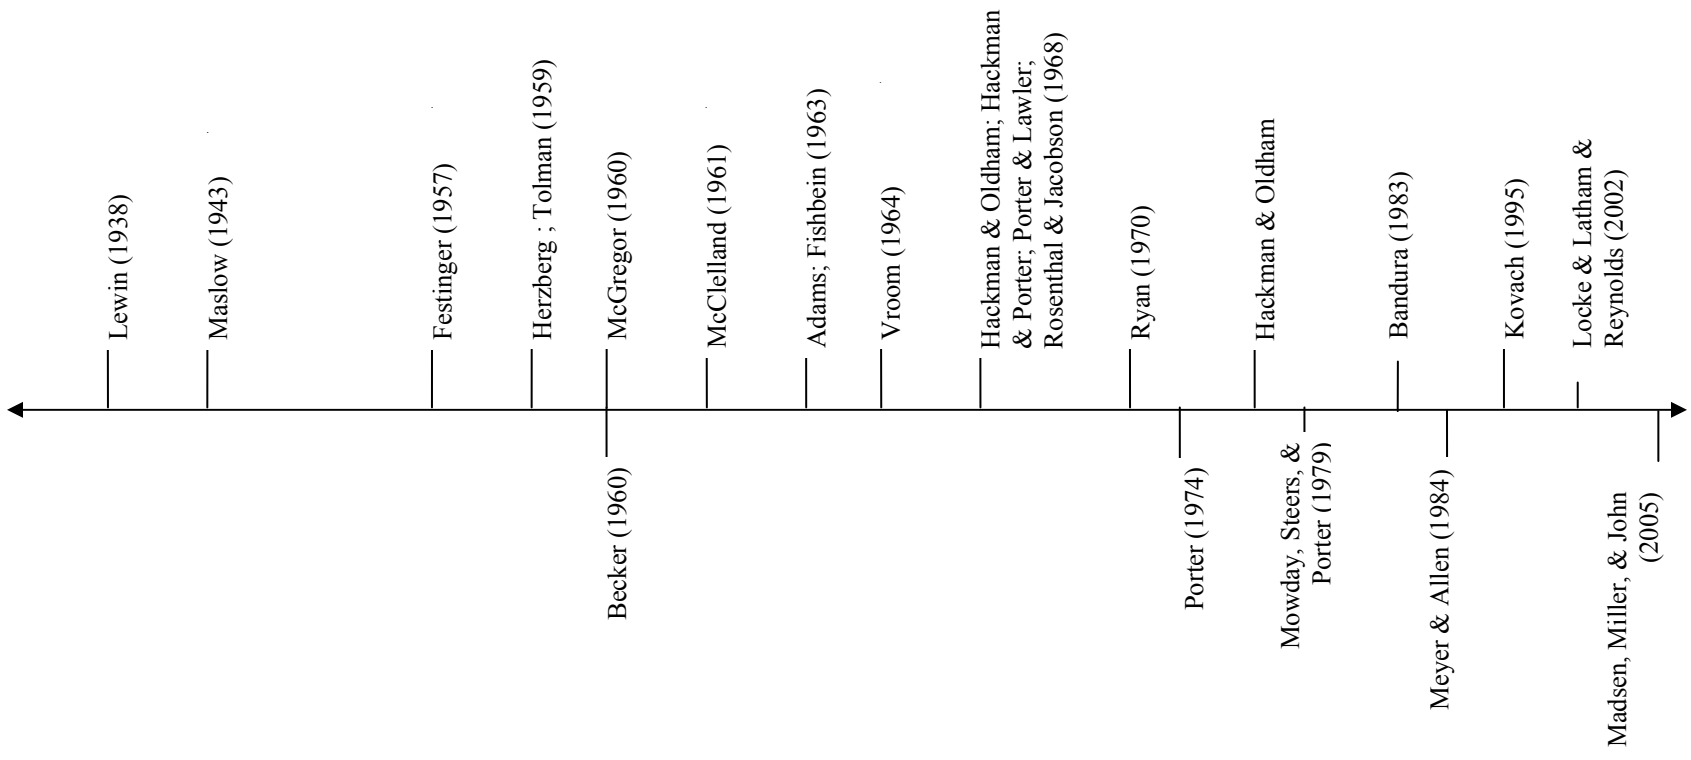 Lewin (1938)
Maslow (1943)
Festinger (1957)
Herzberg ; Tolman (1959)
McGregor (1960)
McClelland (1961)
Adams; Fishbein (1963)
Vroom (1964)
Hackman & Oldham; Hackman
& Porter; Porter & Lawler;
Rosenthal & Jacobson (1968)
Ryan (1970)
Hackman & Oldham
Bandura (1983)
Kovach (1995)
Locke & Latham &
Reynolds (2002)
Becker (1960)
Porter (1974)
Mowday, Steers, &
Porter (1979)
Meyer & Allen (1984)
Madsen, Miller, & John
(2005)